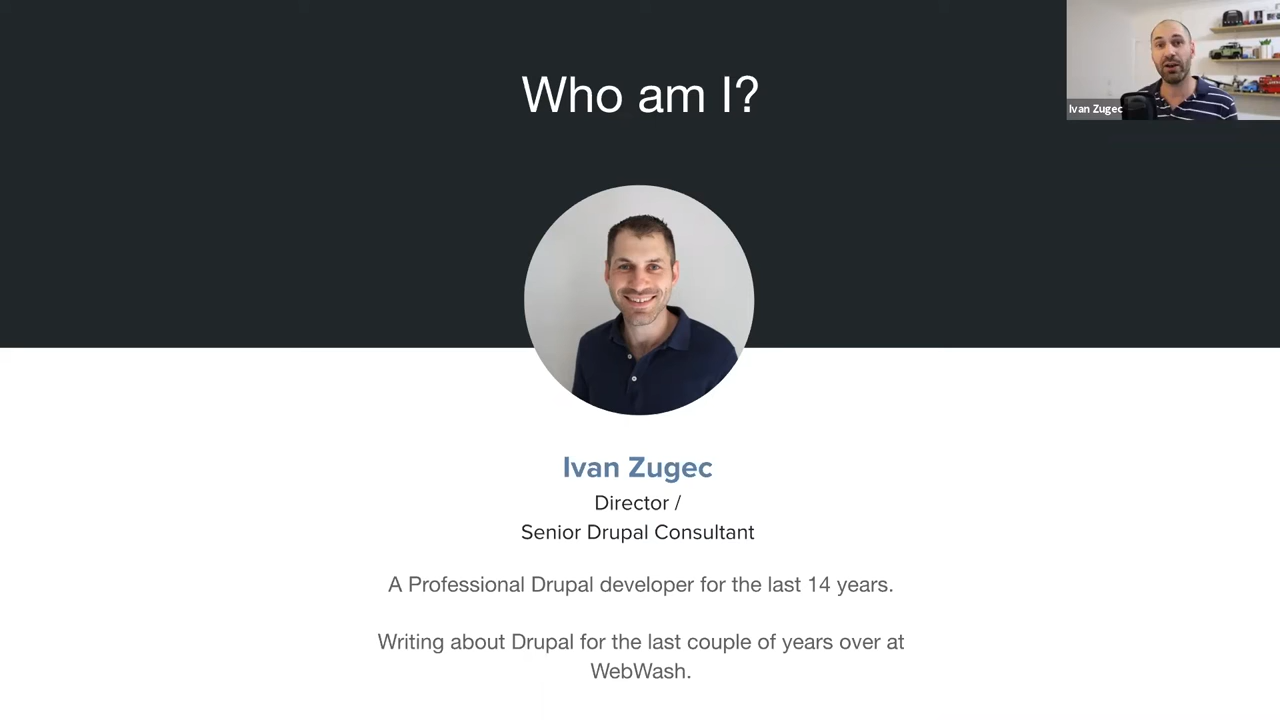 Who am I?
Ivan Zugec
Ivan Zugec
Director /
Senior Drupal Consultant
A Professional Drupal developer for the last 14 years.
Writing about Drupal for the last couple of years over at
WebWash.